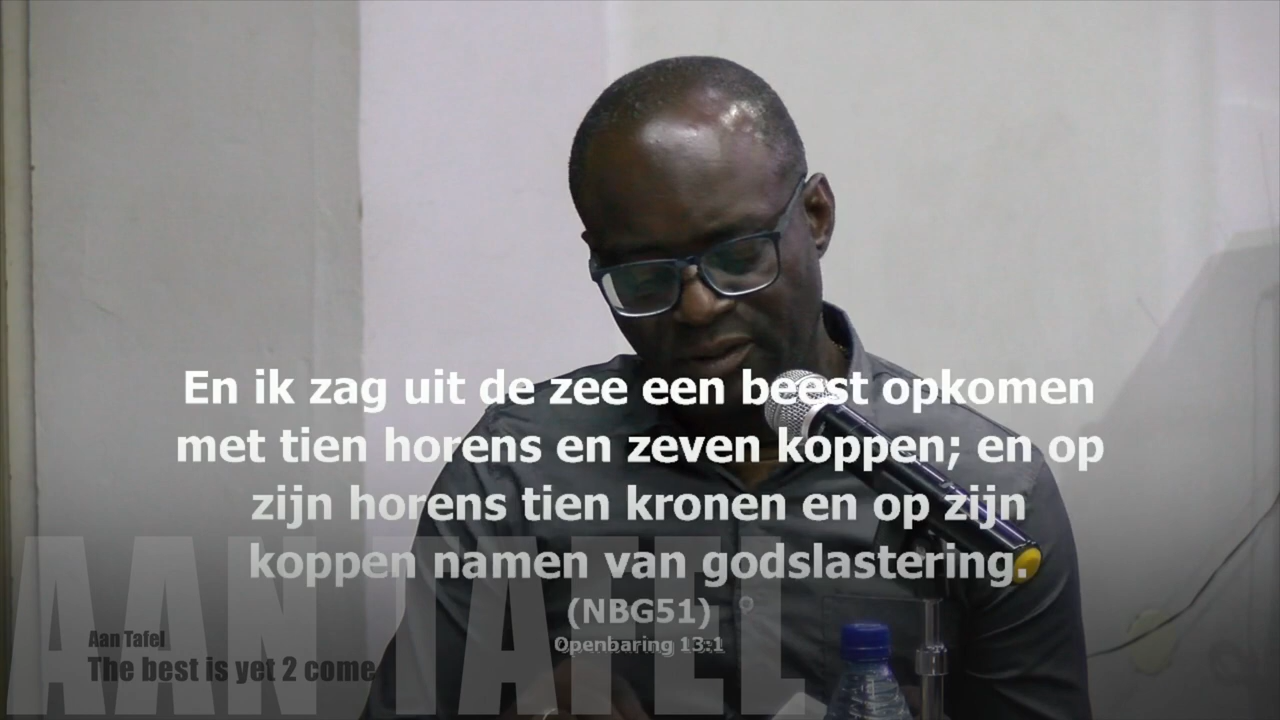 En ik zag uit de zee een beest opkomen
met tien horens en zeven koppen; en op
zijn horens tien kronen en op zijn
koppen namen van godslastering.
(NBG51)
Openbaring 13:1
AAN TAFEL
Aan Tafel
The best is yet 2 come